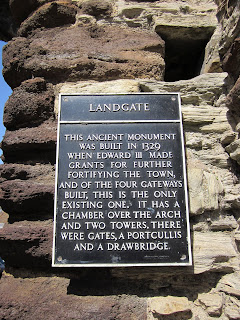 LANDGATE
THIS ANCIENT MONUMENT
WAS BUILT IN 1329
WHEN EDWARD III MADE
GRANTS FOR FURTHER
FORTIFYING THE TOWN,
AND OF THE FOUR GATEWAYS
BUILT, THIS IS THE ONLY
EXISTING ONE. IT HAS A
CHAMBER OVER THE ARCH
AND TWO TOWERS. THERE
WERE GATES, A PORTCULLIS
AND A DRAWBRIDGE.